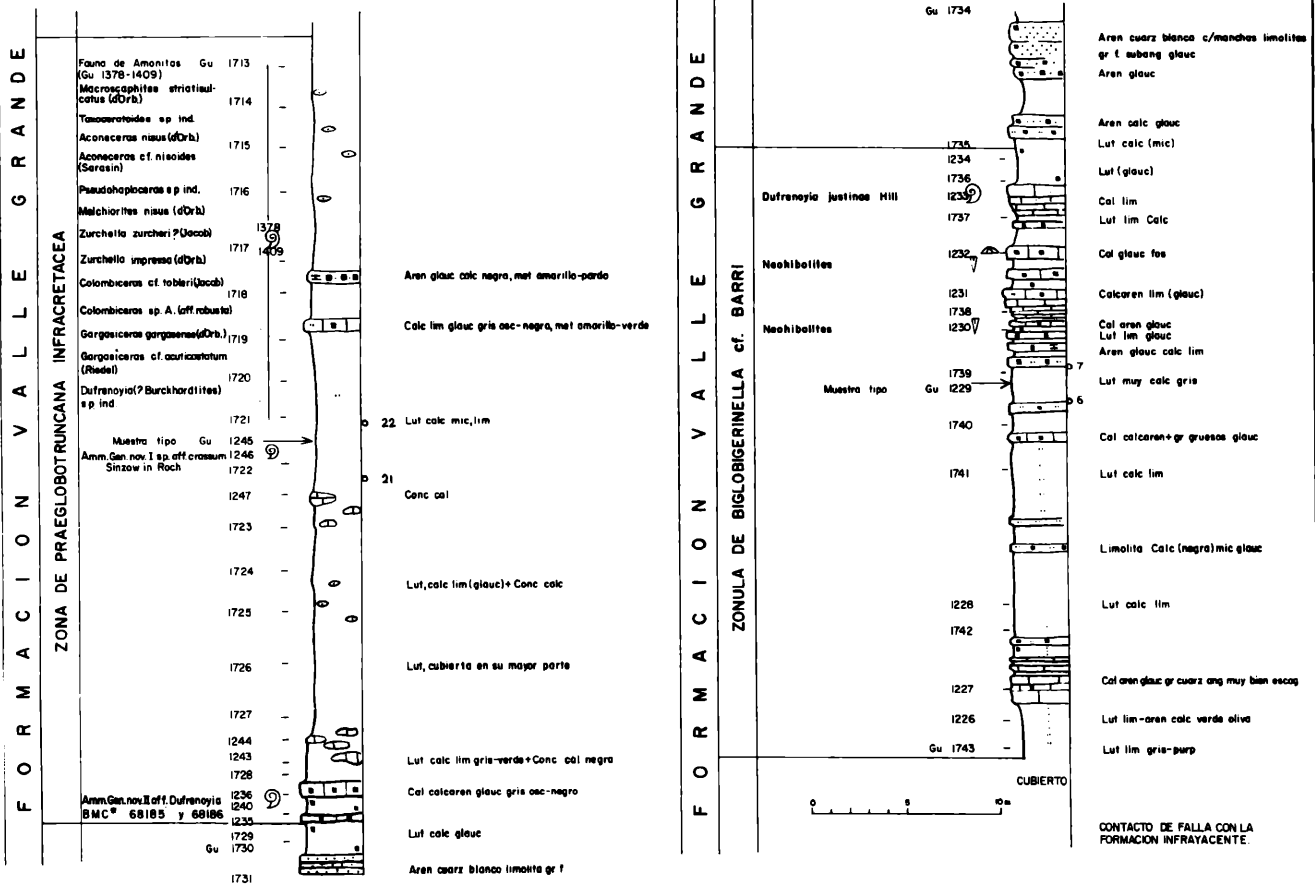 FORMACION VALLE GRANDE
ZONA DE PRAEGLOBOTRUNCANA INFRACRETACEA
Fauna de Amonitas Gu 1713
(Gu 1378-1409)
Macroscaphites striatisul-
catus (d'Orb.)
1714
Tonoceratoides sp ind.
Aconeceras nisus (d'Orb.)
1715
Aconeceras cf. nisoides
(Sarasin)
Pseudohaploceras sp ind.
1716
Melchiorites nisus (d'Orb.)
Zurchella zurcheri ? (Jacob)
1378
1717
1409
Zurchella impressa (d'Orb.)
Colombiceras cf. tobleri (Jacob)
1718
Colombiceras sp. A. (aff. robusta)
Gargasiceras gargasense (d'Orb.)
1719
Gargasiceras cf. acuticostatum
(Riedel)
1720
Dufrenoyia (? Burckhardtites)
sp ind
1721
Muestra tipo Gu 1245
Amm. Gen. nov. I sp. aff. crassum 1246
Sinzow in Roch
1722
1247
1723
1724
1725
1726
1727
1244
1243
1728
1236
Amm. Gen. nov. II aff. Dufrenoyia
1240
BMC* 68185 y 68186
1235
1729
Gu 1730
1731
Aren glauc calc negra, met amarillo-pardo
Calc lim glauc gris osc-negra, met amarillo-verde
22 Lut calc mic, lim
21
Conc cal
Lut, calc lim (glauc) + Conc calc
Lut, cubierta en su mayor parte
Lut calc lim gris-verde + Conc cal negra
Cal calcaren glauc gris osc-negro
Lut calc glauc
Aren cuarz blanco limolita gr f
FORMACION VALLE GRANDE
ZONULA DE BIGLOBIGERINELLA cf. BARRI
Gu 1734
1735
1234
1736
Dufrenoyia justinae Hill 1233
1737
1232
Neohibolites
1231
1738
Neohibolites 1230
1739
Muestra tipo Gu 1229
1740
1741
1228
1742
1227
1226
Gu 1743
Aren cuarz blanca c/manchas limolitas
gr f subang glauc
Aren glauc
Aren calc glauc
Lut calc (mic)
Lut (glauc)
Cal lim
Lut lim Calc
Cal glauc fos
Calcaren lim (glauc)
Cal aren glauc
Lut lim glauc
Aren glauc calc lim
7
Lut muy calc gris
6
Cal calcaren + gr gruesos glauc
Lut calc lim
Limolita Calc (negra) mic glauc
Lut calc lim
Cal aren glauc gr cuarz ang muy bien escog
Lut lim-aren calc verde oliva
Lut lim gris-purp
CUBIERTO
0 5 10 m
CONTACTO DE FALLA CON LA
FORMACION INFRAYACENTE.